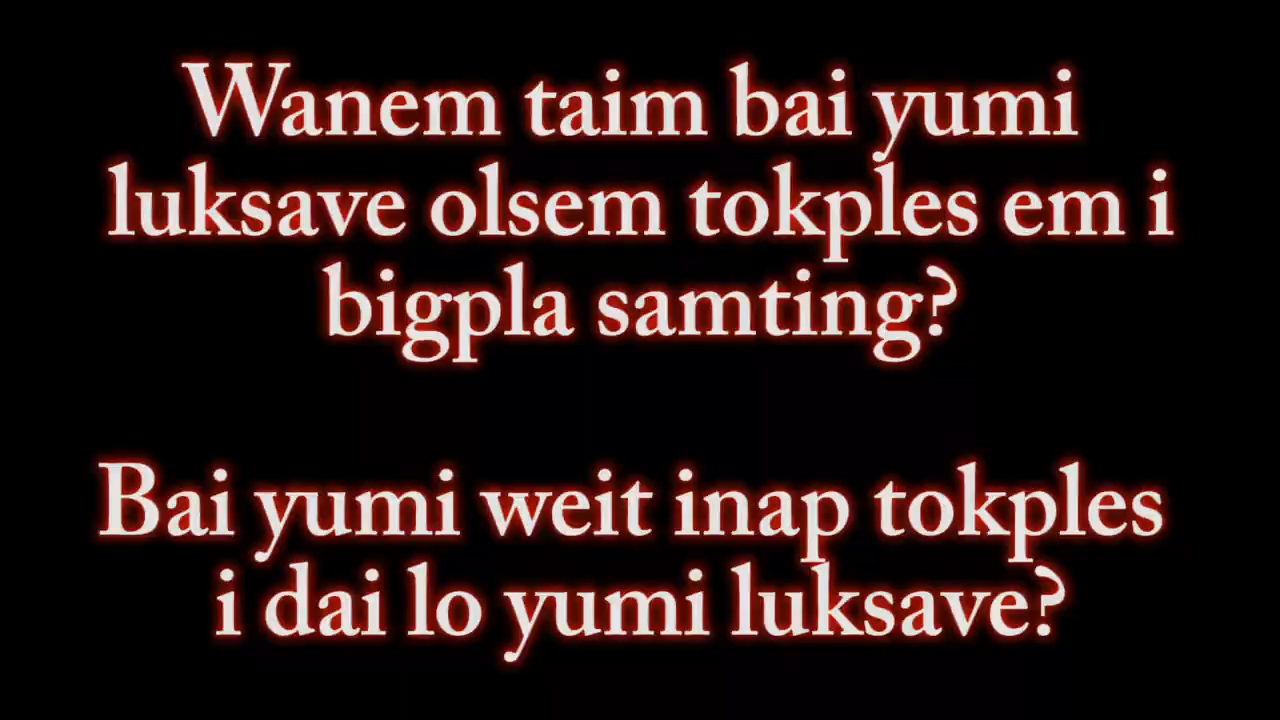 Wanem taim bai yumi
luksave olsem tokples em i
bigpla samting?
Bai yumi weit inap tokples
i dai lo yumi luksave?